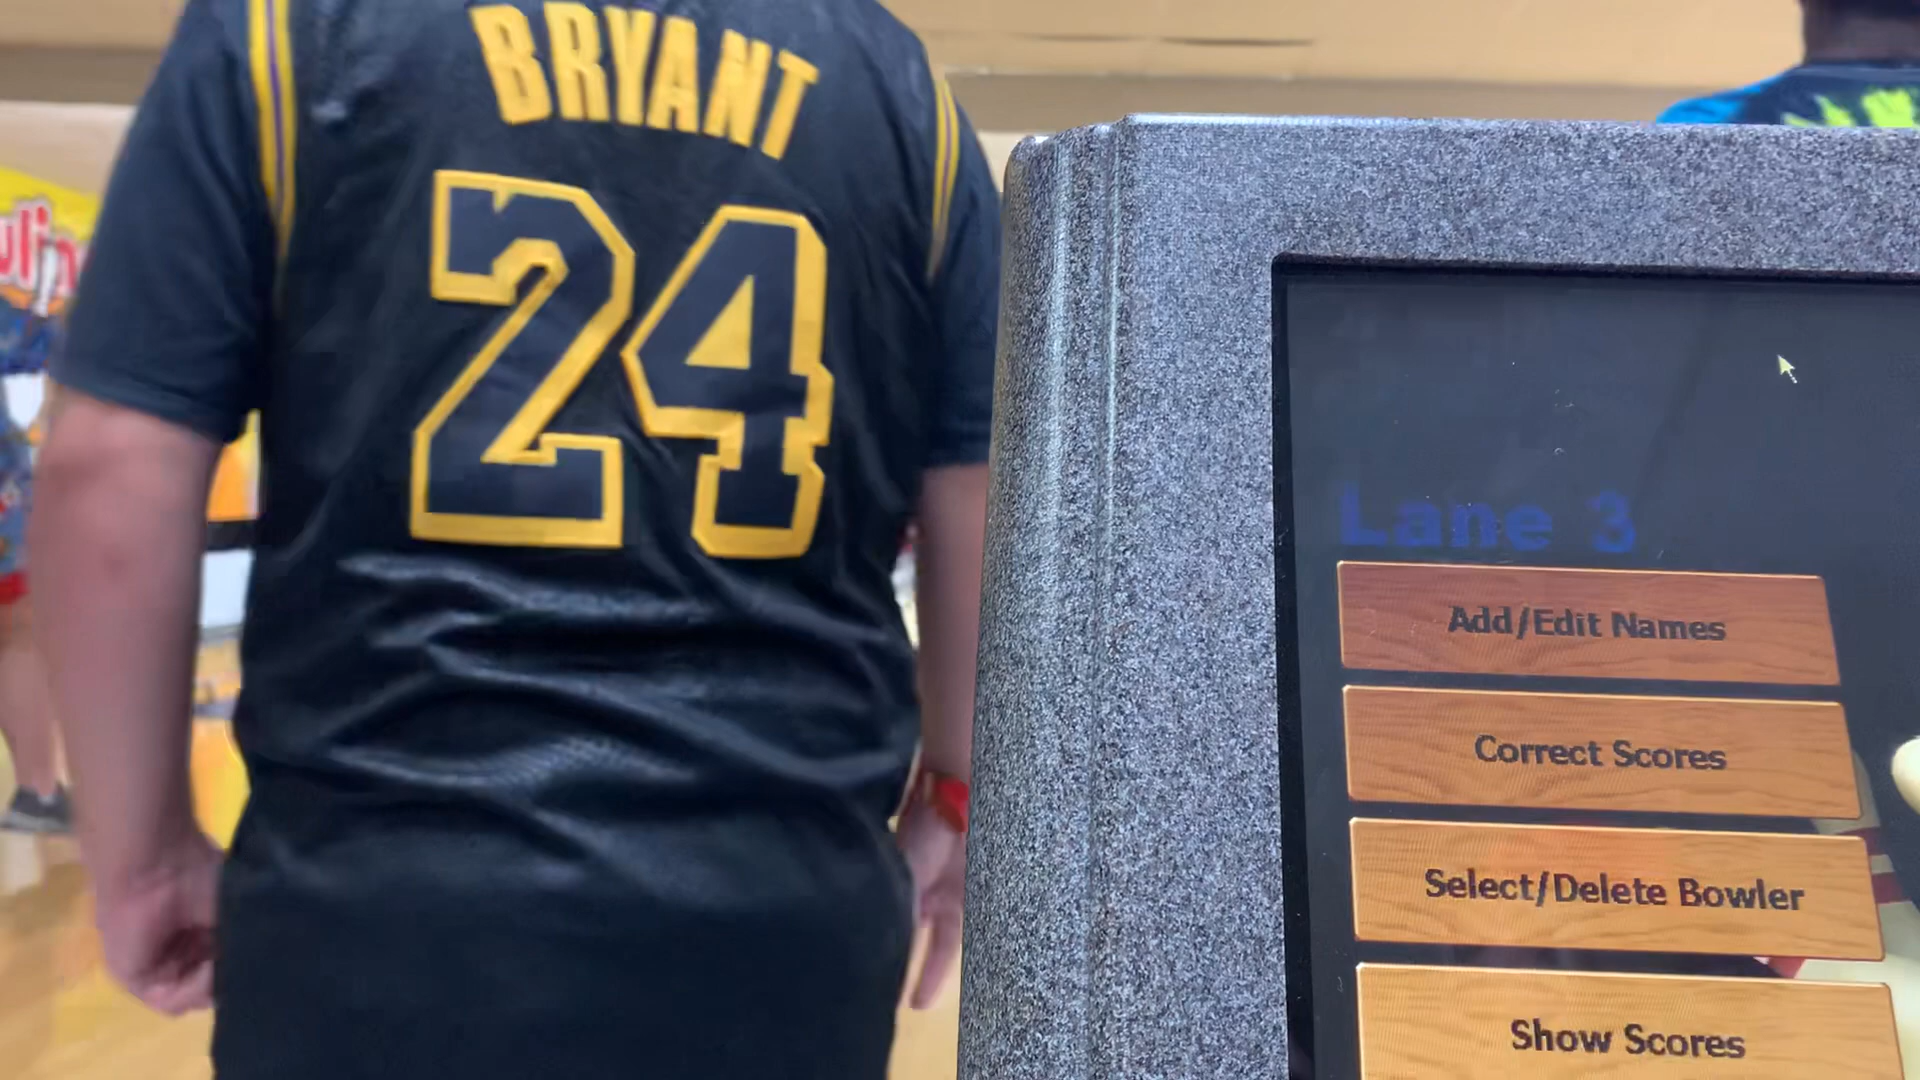 BRYANT
24
Lane 3
Add/Edit Names
Correct Scores
Select/Delete Bowler
Show Scores